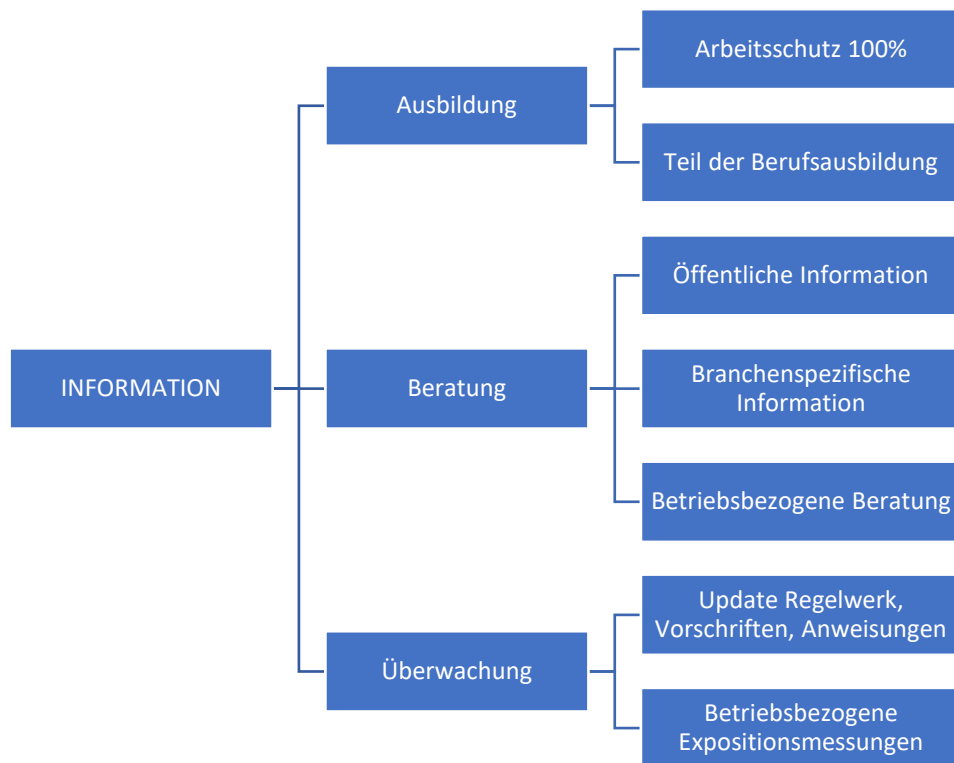 Arbeitsschutz 100%
Ausbildung
Teil der Berufsausbildung
Öffentliche Information
INFORMATION
Beratung
Branchenspezifische
Information
Betriebsbezogene Beratung
Update Regelwerk,
Vorschriften, Anweisungen
Überwachung
Betriebsbezogene
Expositionsmessungen